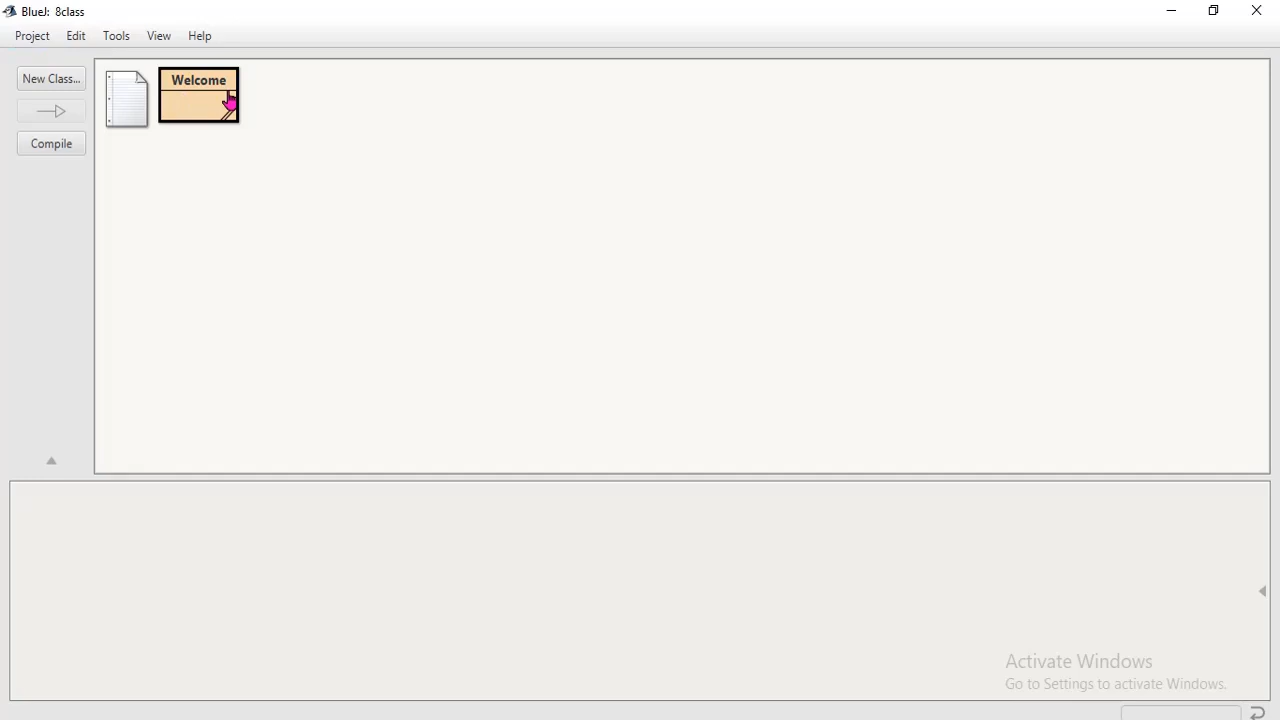 BlueJ: 8class
Project Edit Tools View Help
New Class...
Welcome
Compile
Activate Windows
Go to Settings to activate Windows.